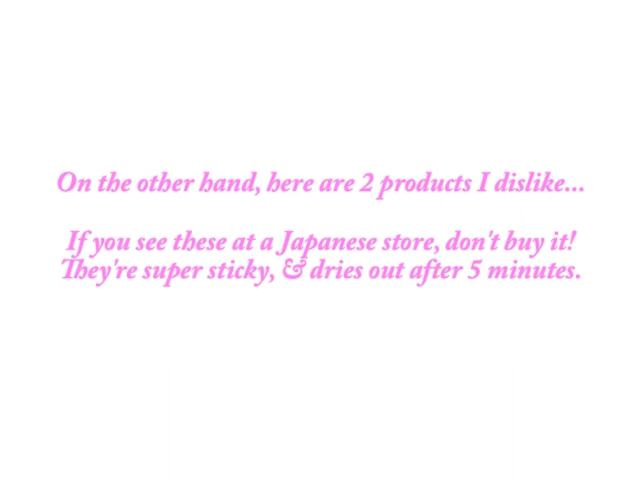 On the other hand, here are 2 products I dislike...
If you see these at a Japanese store, don't buy it!
They're super sticky, & dries out after 5 minutes.